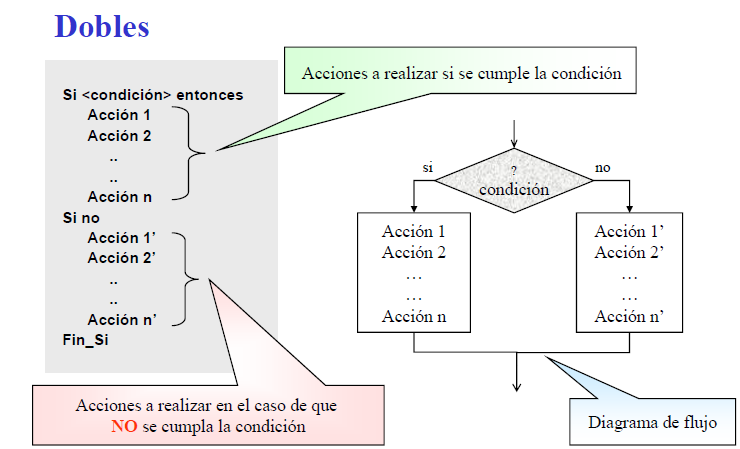 Dobles
Si <condición> entonces
Acción 1
Acción 2
..
..
Acción n
Si no
Acción 1’
Acción 2’
..
..
Acción n’
Fin_Si
Acciones a realizar si se cumple la condición
Acciones a realizar en el caso de que
NO se cumpla la condición
si
?
condición
no
Acción 1
Acción 2
…
…
Acción n
Acción 1’
Acción 2’
…
…
Acción n’
Diagrama de flujo